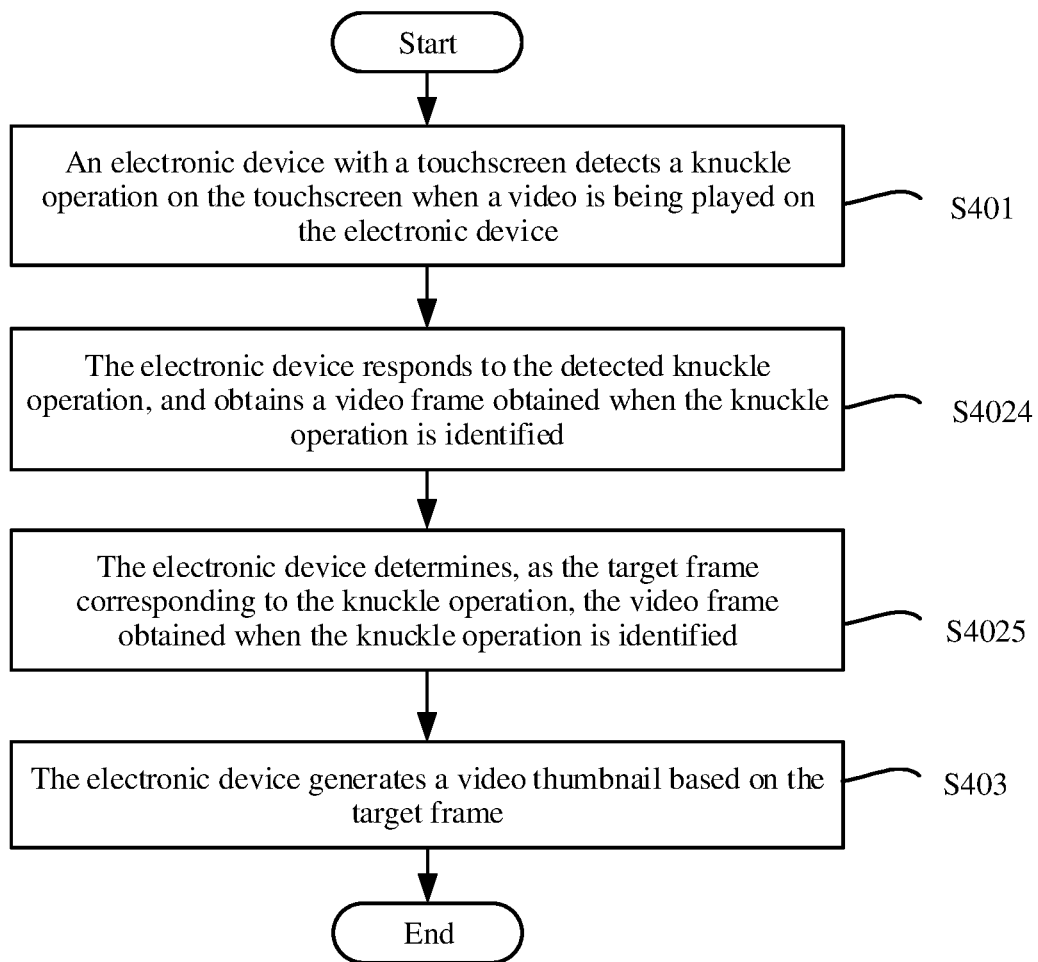 Start
An electronic device with a touchscreen detects a knuckle
operation on the touchscreen when a video is being played on
the electronic device
S401
The electronic device responds to the detected knuckle
operation, and obtains a video frame obtained when the knuckle
operation is identified
S4024
The electronic device determines, as the target frame
corresponding to the knuckle operation, the video frame
obtained when the knuckle operation is identified
S4025
The electronic device generates a video thumbnail based on the
target frame
S403
End